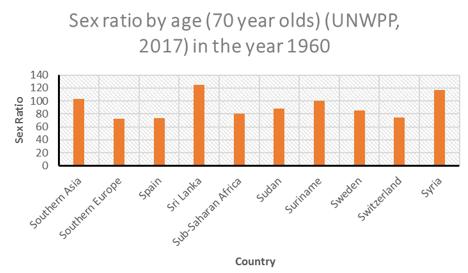 Sex ratio by age (70 year olds) (UNWPP,
2017) in the year 1960
Sex Ratio
140
120
100
80
60
40
20
0
Southern Asia
Southern Europe
Spain
Sri Lanka
Sub-Saharan Africa
Sudan
Suriname
Sweden
Switzerland
Syria
Country